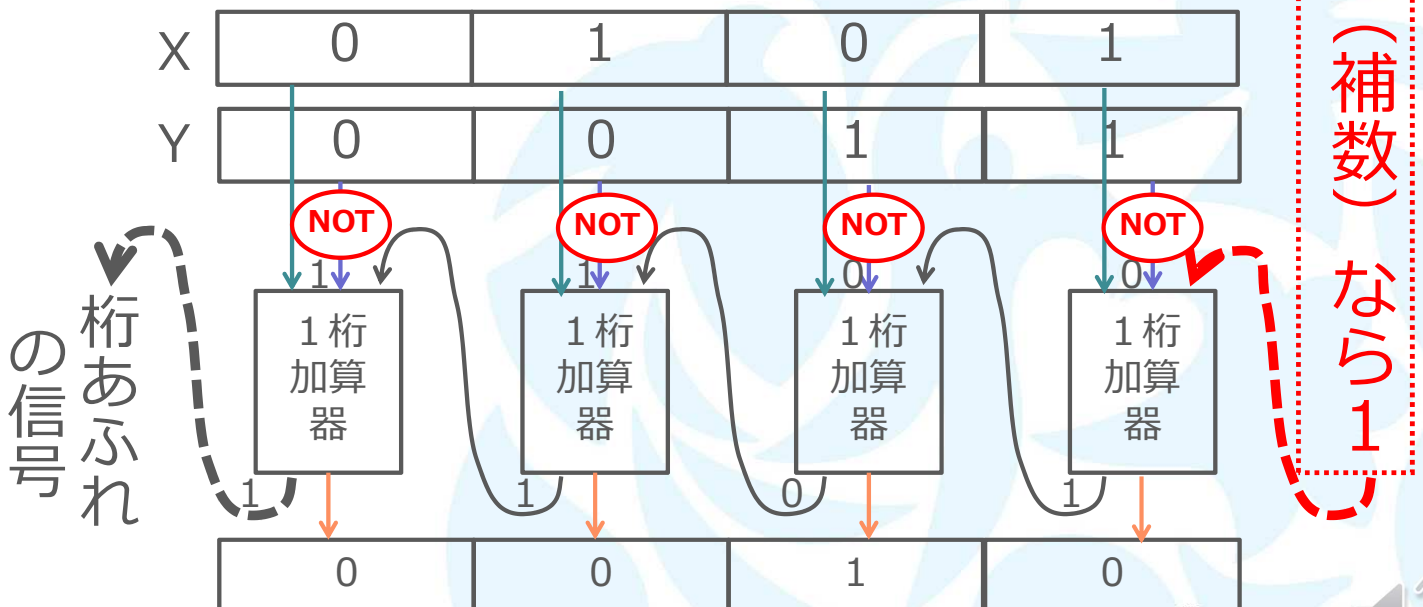 X 0 1 0 1
Y 0 0 1 1
NOT NOT NOT NOT
1 1 0 0
1桁 1桁 1桁 1桁
加算 加算 加算 加算
器 器 器 器
1 1 0 1
0 0 1 0
桁あふれ
の信号
(補数)なら1